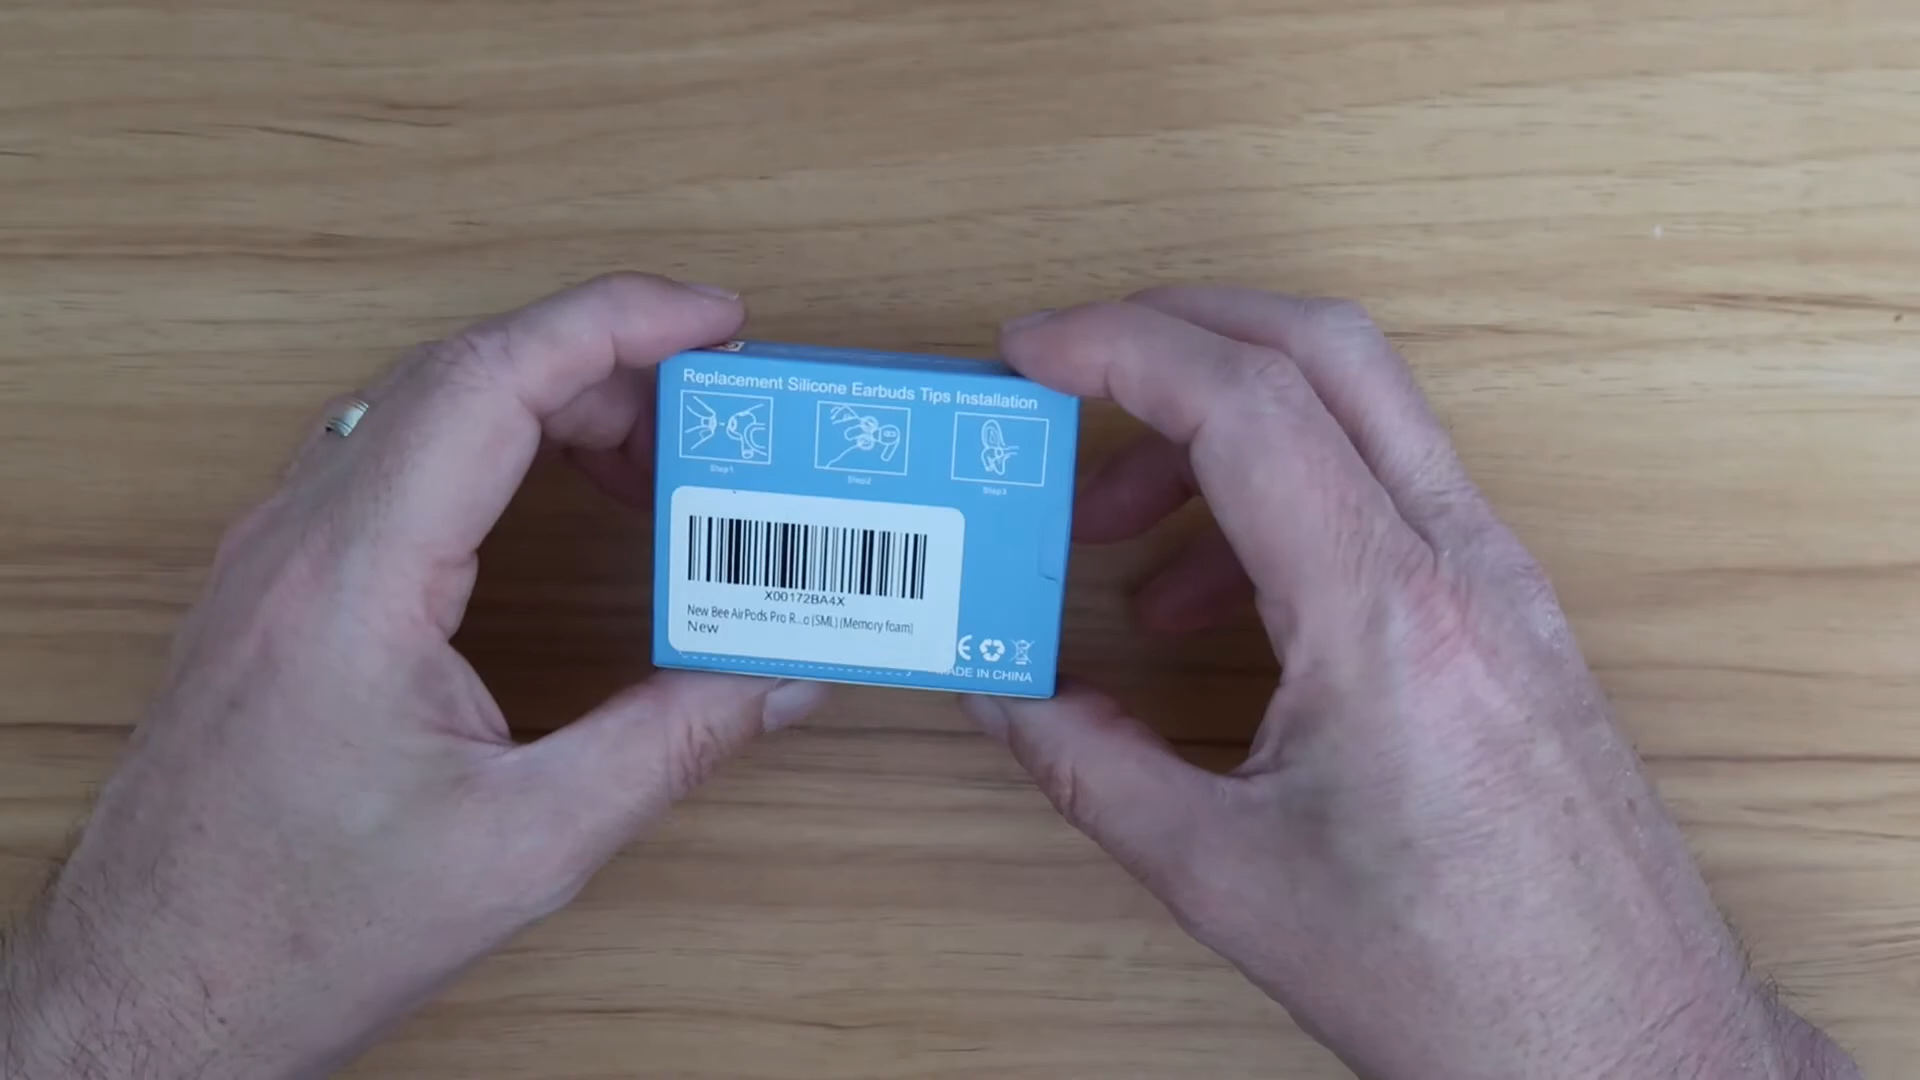 Replacement Silicone Earbuds Tips Installation
Step1 Step2 Step3
X00172BA4X
New Bee AirPods Pro R...o (SML) (Memory foam)
New
CE
MADE IN CHINA